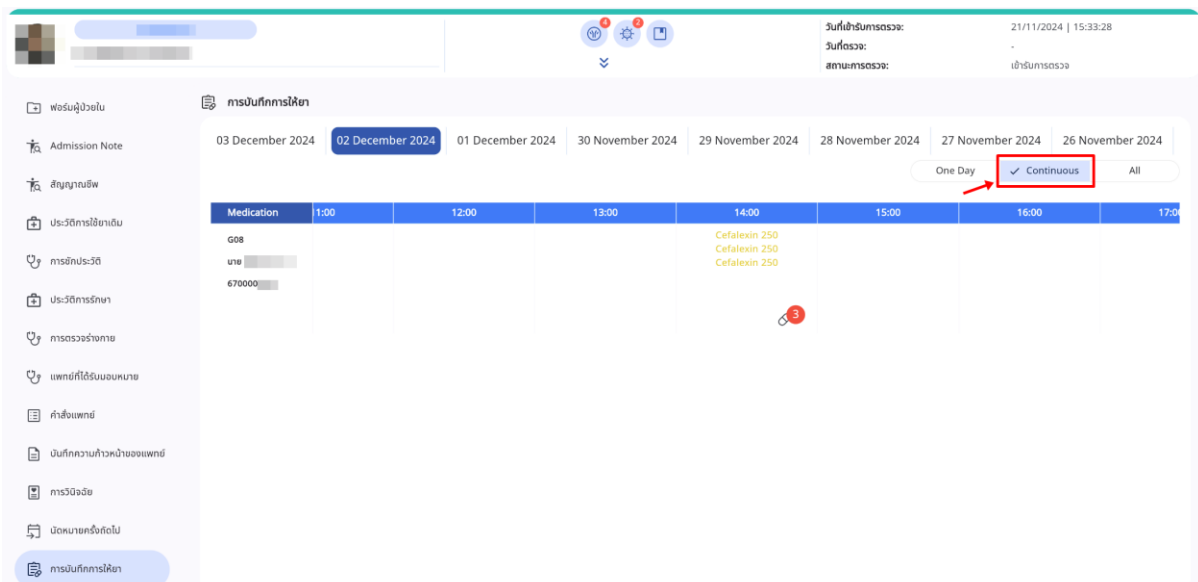 4 2
วันที่เข้ารับการตรวจ: 21/11/2024 | 15:33:28
วันที่ตรวจ: -
สถานะการตรวจ: เข้ารับการตรวจ
ฟอร์มผู้ป่วยใน
Admission Note
สัญญาณชีพ
ประวัติการใช้ยาเดิม
การซักประวัติ
ประวัติการรักษา
การตรวจร่างกาย
แพทย์ที่ได้รับมอบหมาย
คำสั่งแพทย์
บันทึกความก้าวหน้าของแพทย์
การวินิจฉัย
นัดหมายครั้งถัดไป
การบันทึกการให้ยา
การบันทึกการให้ยา
03 December 2024 02 December 2024 01 December 2024 30 November 2024 29 November 2024 28 November 2024 27 November 2024 26 November 2024
One Day Continuous All
Medication 1:00 12:00 13:00 14:00 15:00 16:00 17:0
G08
นาย
670000
Cefalexin 250
Cefalexin 250
Cefalexin 250
3